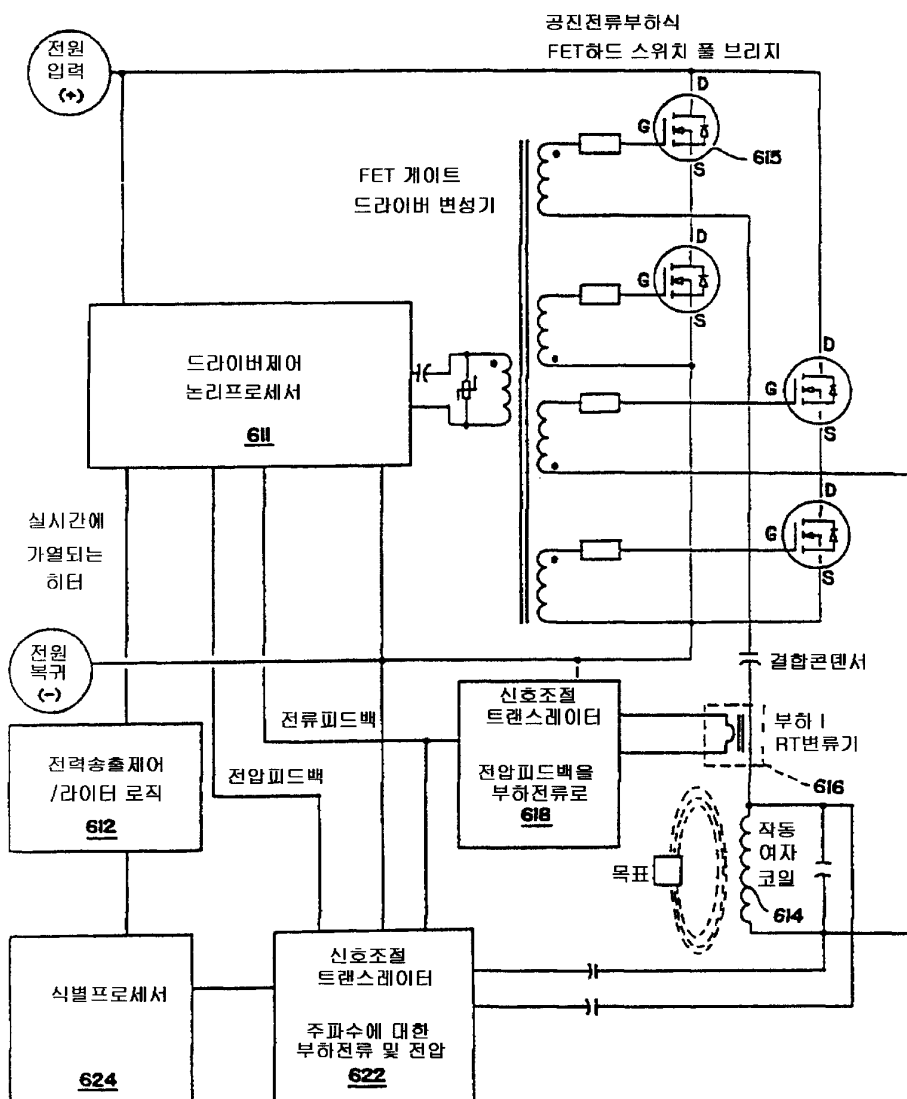 공진전류부하식
FET하드 스위치 풀 브리지
전원
입력
(+)
D
G
S
615
FET 게이트
드라이버 변성기
D
G
S
드라이버제어
논리프로세서
611
D
G
S
D
G
S
실시간에
가열되는
히터
전원
복귀
(-)
결합콘덴서
신호조절
트랜스레이터
전압피드백을
부하전류로
618
부하 I
RT변류기
616
전류피드백
전압피드백
전력송출제어
/라이터 로직
612
목표
작동
여자
코일
614
식별프로세서
624
신호조절
트랜스레이터
주파수에 대한
부하전류 및 전압
622